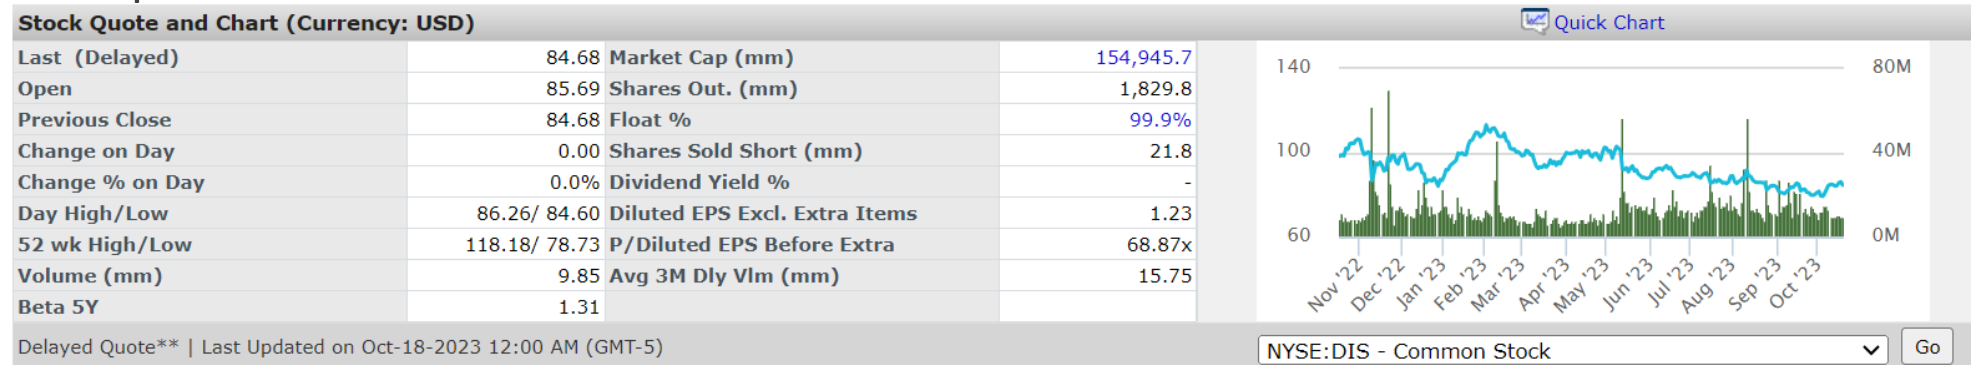 Stock Quote and Chart (Currency: USD)
Quick Chart
Last (Delayed) 84.68 Market Cap (mm) 154,945.7
Open 85.69 Shares Out. (mm) 1,829.8
Previous Close 84.68 Float % 99.9%
Change on Day 0.00 Shares Sold Short (mm) 21.8
Change % on Day 0.0% Dividend Yield % -
Day High/Low 86.26/ 84.60 Diluted EPS Excl. Extra Items 1.23
52 wk High/Low 118.18/ 78.73 P/Diluted EPS Before Extra 68.87x
Volume (mm) 9.85 Avg 3M Dly Vlm (mm) 15.75
Beta 5Y 1.31
140 80M
100 40M
60 0M
Nov '22 Dec '22 Jan '23 Feb '23 Mar '23 Apr '23 May '23 Jun '23 Jul '23 Aug '23 Sep '23 Oct '23
Delayed Quote** | Last Updated on Oct-18-2023 12:00 AM (GMT-5)
NYSE:DIS - Common Stock
Go